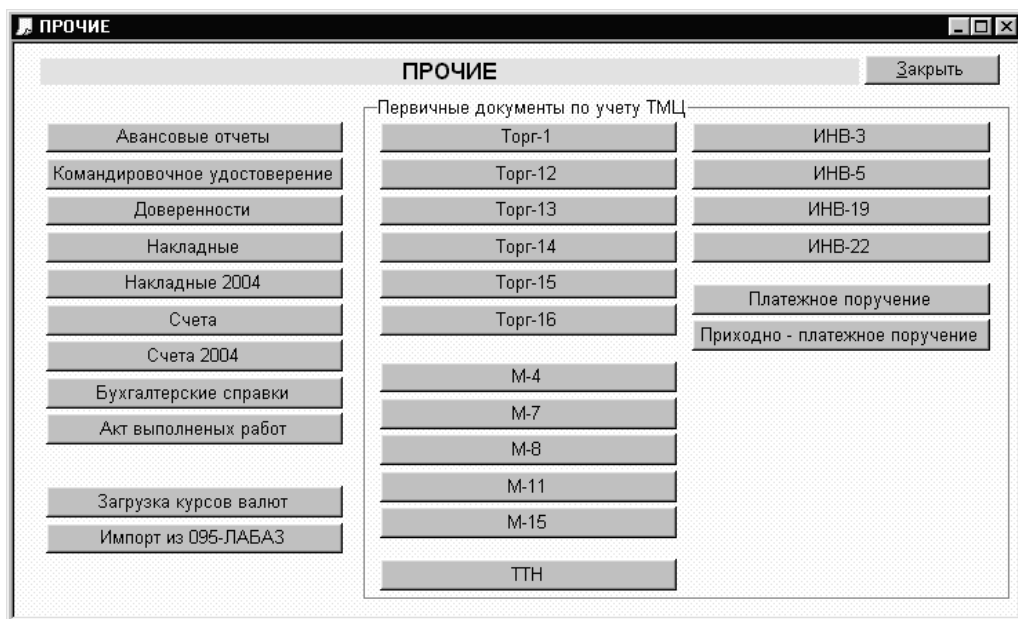 ПРОЧИЕ
ПРОЧИЕ
Закрыть
Авансовые отчеты
Командировочное удостоверение
Доверенности
Накладные
Накладные 2004
Счета
Счета 2004
Бухгалтерские справки
Акт выполненых работ
Загрузка курсов валют
Импорт из 095-ЛАБАЗ
Первичные документы по учету ТМЦ
Торг-1
Торг-12
Торг-13
Торг-14
Торг-15
Торг-16
М-4
М-7
М-8
М-11
М-15
ТТН
ИНВ-3
ИНВ-5
ИНВ-19
ИНВ-22
Платежное поручение
Приходно - платежное поручение